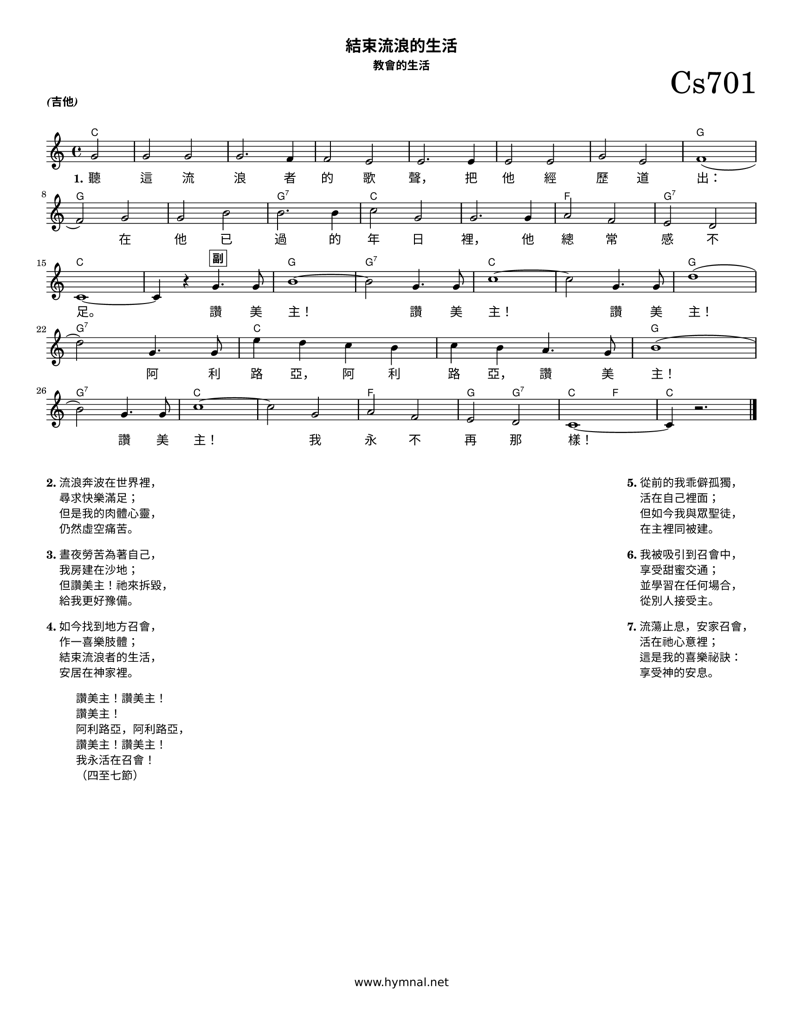 結束流浪的生活
教會的生活
Cs701
(吉他)
C G
1. 聽 這 流 浪 者 的 歌 聲， 把 他 經 歷 道 出：
8 G G7 C F G7
在 他 已 過 的 年 日 裡， 他 總 常 感 不
15 C 副 G G7 C G
足。 讚 美 主！ 讚 美 主！ 讚 美 主！
22 G7 C G
阿 利 路 亞， 阿 利 路 亞， 讚 美 主！
26 G7 C F G G7 C F C
讚 美 主！ 我 永 不 再 那 樣！
2. 流浪奔波在世界裡，
尋求快樂滿足；
但是我的肉體心靈，
仍然虛空痛苦。
3. 晝夜勞苦為著自己，
我房建在沙地；
但讚美主！祂來拆毀，
給我更好豫備。
4. 如今找到地方召會，
作一喜樂肢體；
結束流浪者的生活，
安居在神家裡。
讚美主！讚美主！
讚美主！
阿利路亞，阿利路亞，
讚美主！讚美主！
我永活在召會！
（四至七節）
5. 從前的我乖僻孤獨，
活在自己裡面；
但如今我與眾聖徒，
在主裡同被建。
6. 我被吸引到召會中，
享受甜蜜交通；
並學習在任何場合，
從別人接受主。
7. 流蕩止息，安家召會，
活在祂心意裡；
這是我的喜樂祕訣：
享受神的安息。
www.hymnal.net